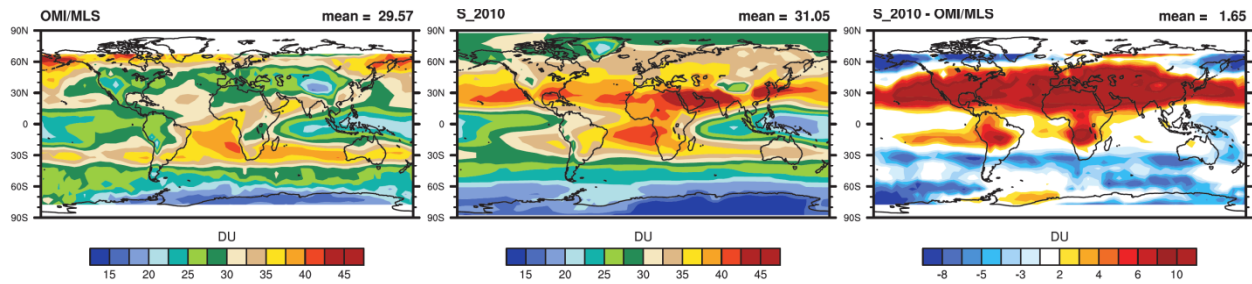 OMI/MLS mean = 29.57
90N
60N
30N
0
30S
60S
90S
DU
15 20 25 30 35 40 45
S_2010 mean = 31.05
90N
60N
30N
0
30S
60S
90S
DU
15 20 25 30 35 40 45
S_2010 - OMI/MLS mean = 1.65
90N
60N
30N
0
30S
60S
90S
DU
-8 -5 -3 2 4 6 10